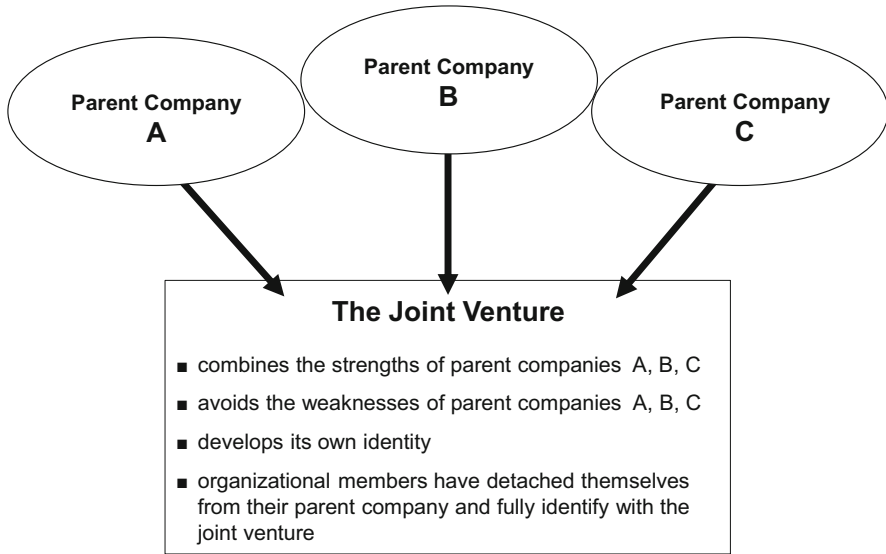 Parent Company
A
Parent Company
B
Parent Company
C
The Joint Venture
■ combines the strengths of parent companies A, B, C
■ avoids the weaknesses of parent companies A, B, C
■ develops its own identity
■ organizational members have detached themselves
from their parent company and fully identify with the
joint venture